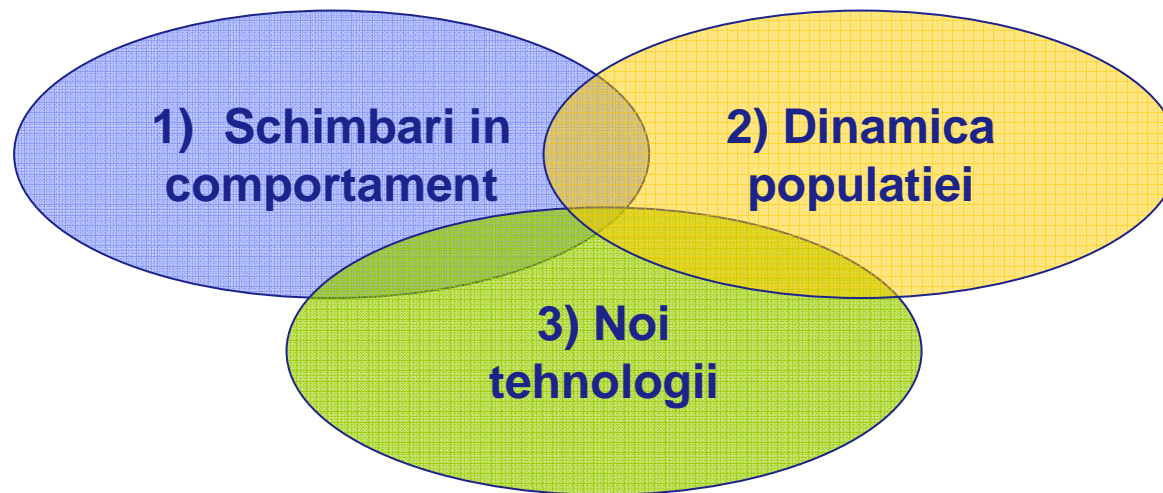 1) Schimbari in
comportament
2) Dinamica
populatiei
3) Noi
tehnologii